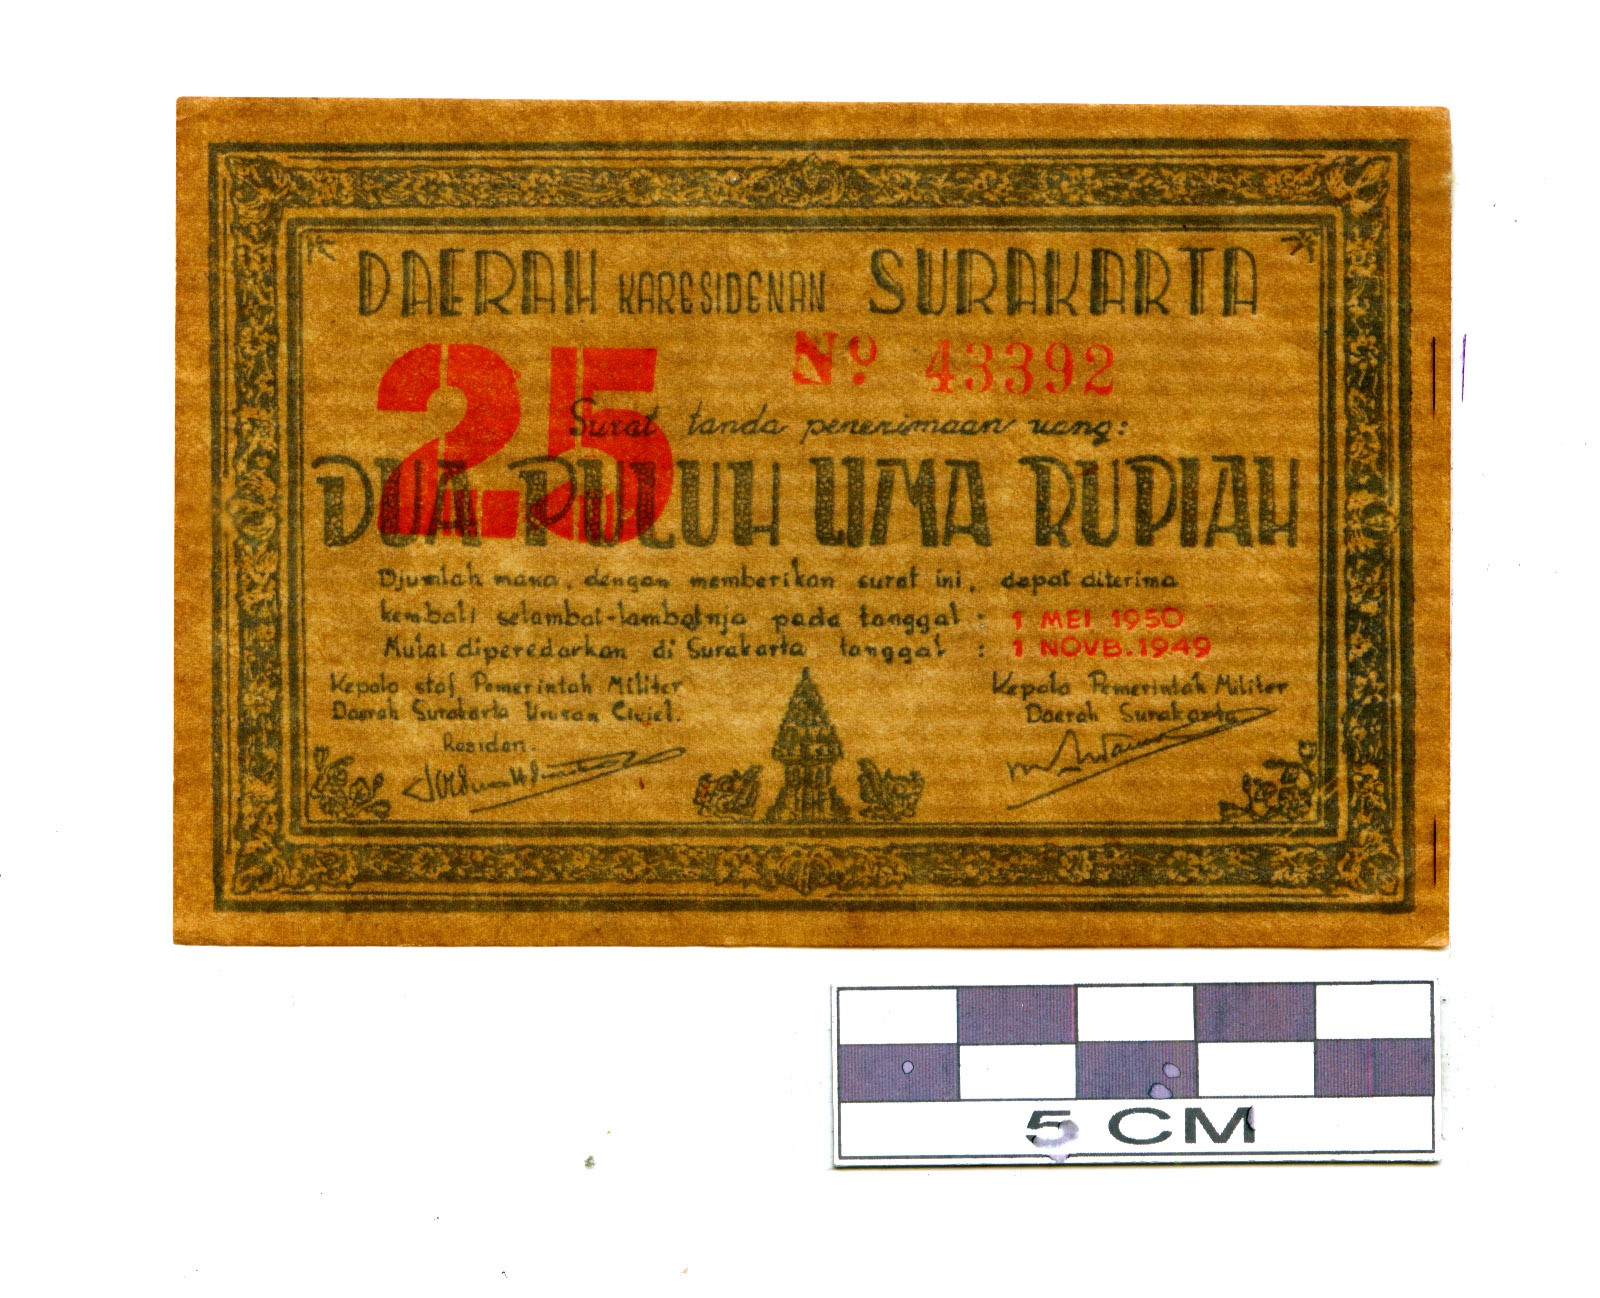 DAERAH KARESIDENAN SURAKARTA
25
No. 43392
Surat tanda penerimaan uang:
DUA PULUH LIMA RUPIAH
Djumlah mana, dengan memberikan surat ini, dapat diterima
kembali selambat-lambatnja pada tanggal : 1 MEI 1950
Mulai diperedarkan di Surakarta tanggal : 1 NOVB. 1949
Kepala staf Pemerintah Militer
Daerah Surakarta Urusan Civiel.
Residen.
Kepala Pemerintah Militer
Daerah Surakarta
5 CM